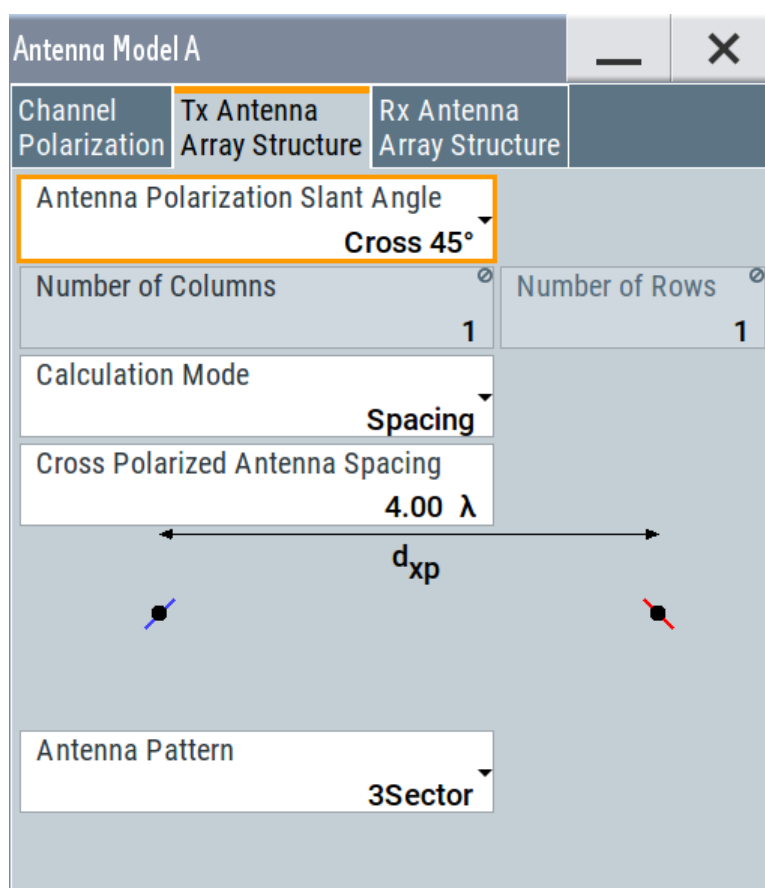 Antenna Model A
Channel
Polarization
Tx Antenna
Array Structure
Rx Antenna
Array Structure
Antenna Polarization Slant Angle
Cross 45°
Number of Columns
1
Number of Rows
1
Calculation Mode
Spacing
Cross Polarized Antenna Spacing
4.00 λ
dxp
Antenna Pattern
3Sector